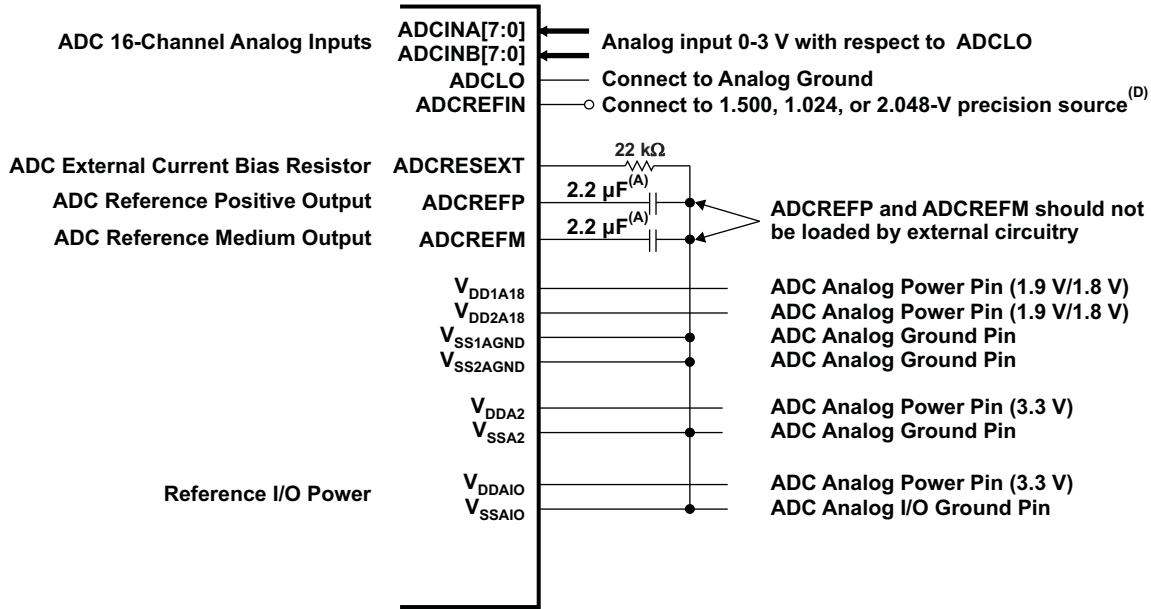 ADC 16-Channel Analog Inputs
ADCINA[7:0]
ADCINB[7:0]
Analog input 0-3 V with respect to ADCLO
ADCLO
Connect to Analog Ground
ADCREFIN
Connect to 1.500, 1.024, or 2.048-V precision source(D)
ADC External Current Bias Resistor
ADCRESEXT
22 kΩ
ADC Reference Positive Output
ADCREFP
2.2 µF(A)
ADC Reference Medium Output
ADCREFM
2.2 µF(A)
ADCREFP and ADCREFM should not
be loaded by external circuitry
VDD1A18
ADC Analog Power Pin (1.9 V/1.8 V)
VDD2A18
ADC Analog Power Pin (1.9 V/1.8 V)
VSS1AGND
ADC Analog Ground Pin
VSS2AGND
ADC Analog Ground Pin
VDDA2
ADC Analog Power Pin (3.3 V)
VSSA2
ADC Analog Ground Pin
Reference I/O Power
VDDAIO
ADC Analog Power Pin (3.3 V)
VSSAIO
ADC Analog I/O Ground Pin